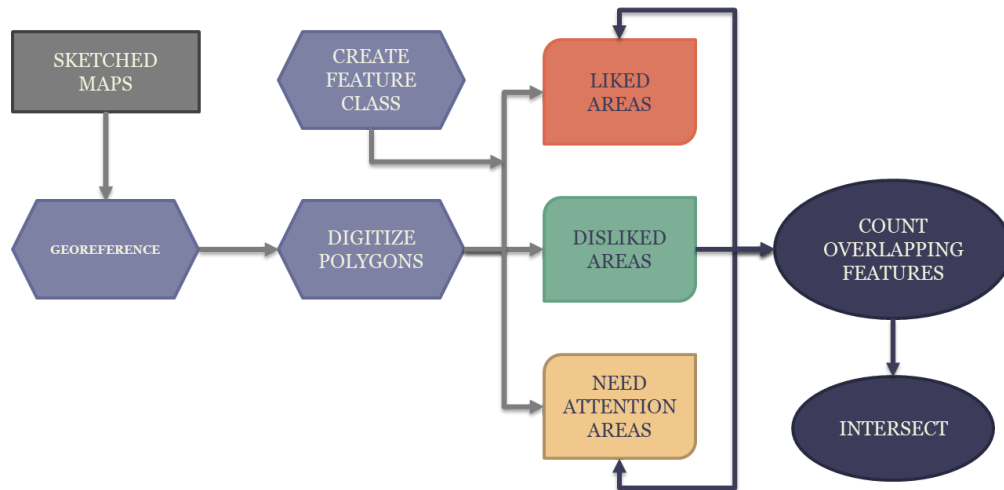 SKETCHED
MAPS
CREATE
FEATURE
CLASS
LIKED
AREAS
GEOREFERENCE
DIGITIZE
POLYGONS
DISLIKED
AREAS
COUNT
OVERLAPPING
FEATURES
NEED
ATTENTION
AREAS
INTERSECT